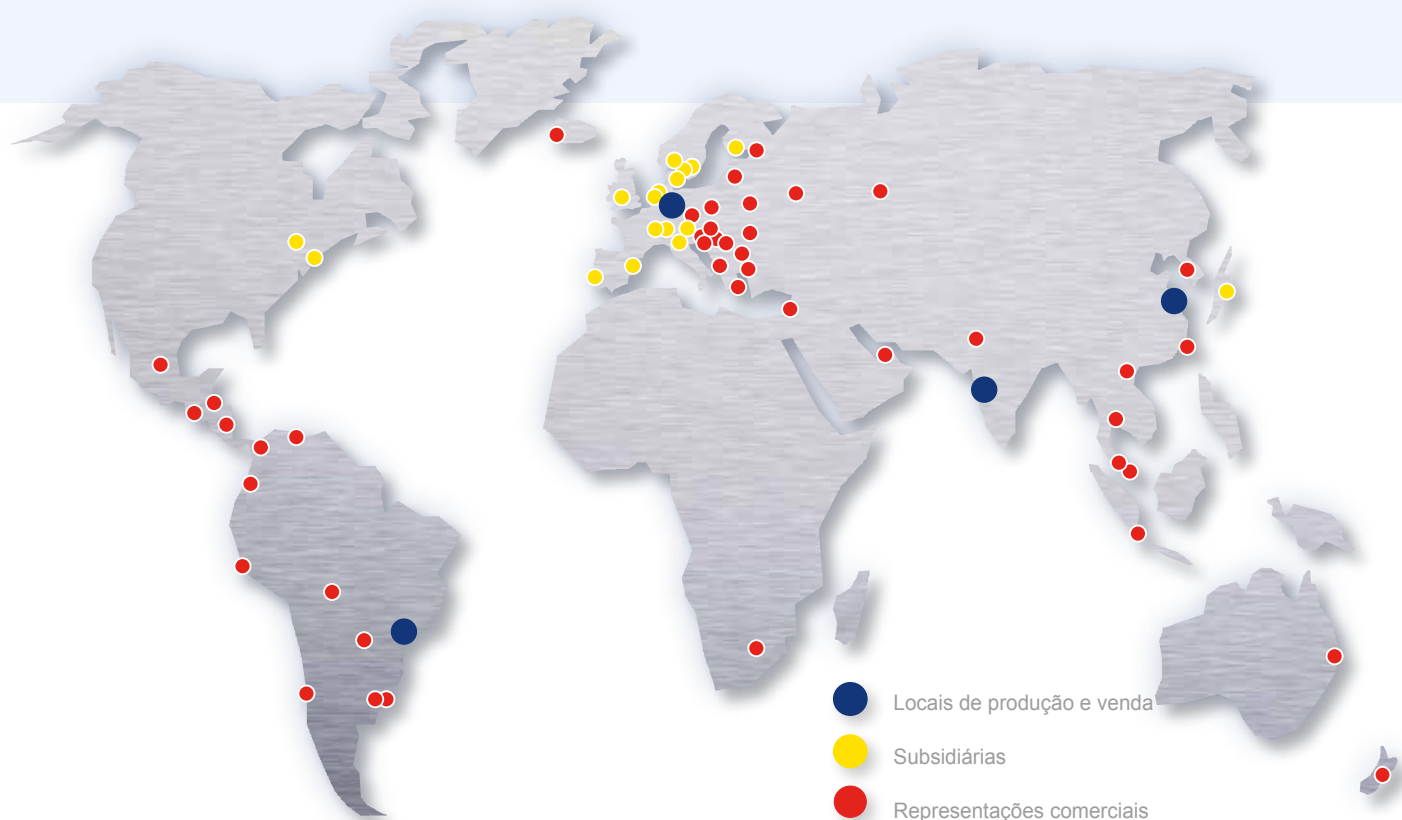 Locais de produção e venda
Subsidiárias
Representações comerciais